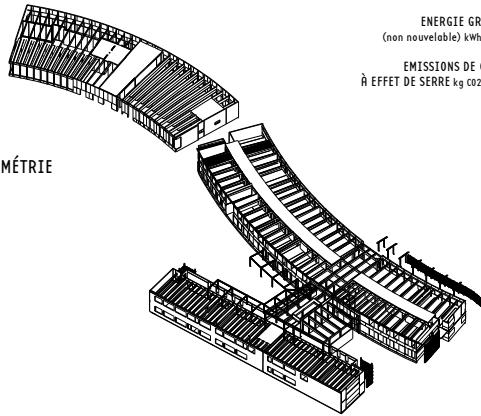 ENERGIE GR
(non nouvelable) kWh
EMISSIONS DE
À EFFET DE SERRE kg CO2
MÉTRIE